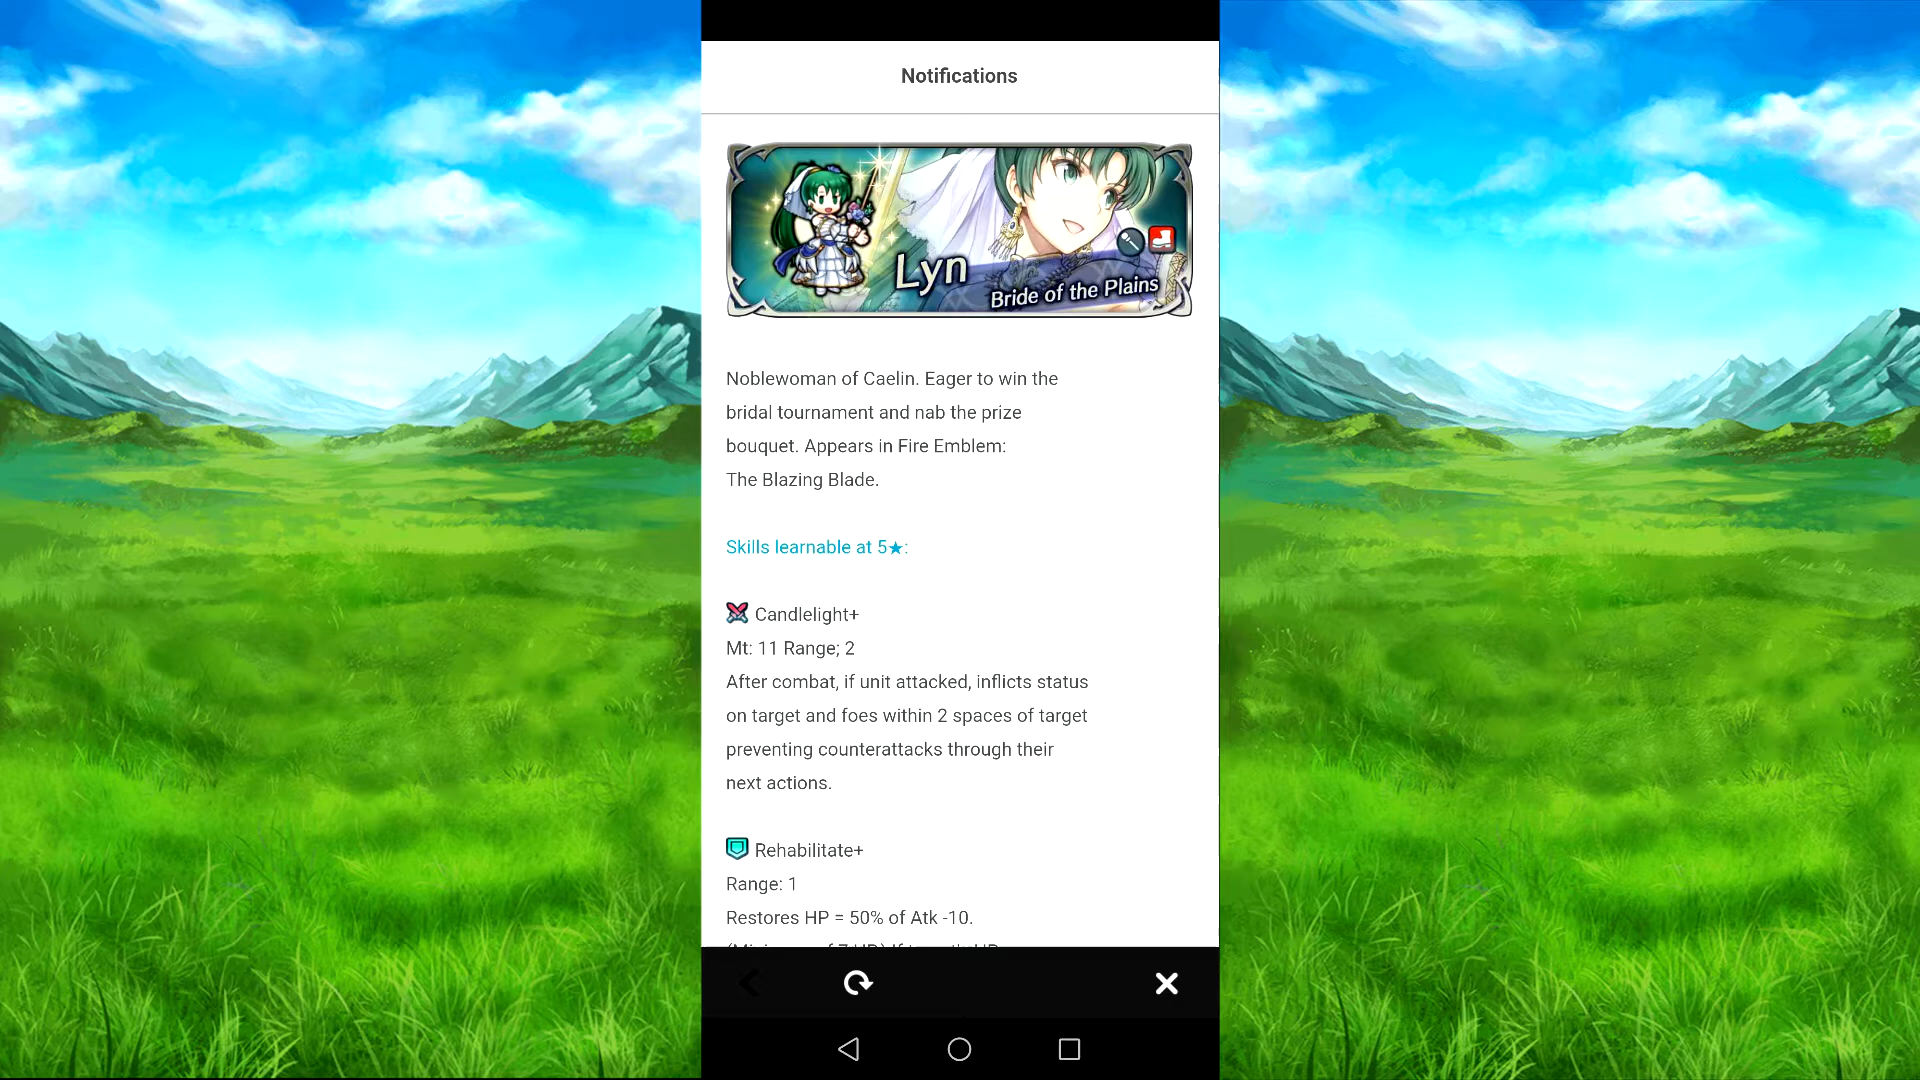 Notifications
Lyn
Bride of the Plains
Noblewoman of Caelin. Eager to win the
bridal tournament and nab the prize
bouquet. Appears in Fire Emblem:
The Blazing Blade.
Skills learnable at 5★:
Candlelight+
Mt: 11 Range; 2
After combat, if unit attacked, inflicts status
on target and foes within 2 spaces of target
preventing counterattacks through their
next actions.
Rehabilitate+
Range: 1
Restores HP = 50% of Atk -10.